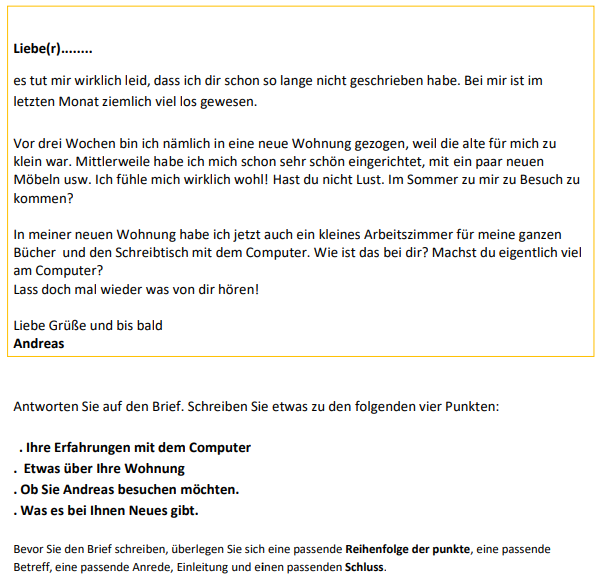 Liebe(r)........
es tut mir wirklich leid, dass ich dir schon so lange nicht geschrieben habe. Bei mir ist im
letzten Monat ziemlich viel los gewesen.
Vor drei Wochen bin ich nämlich in eine neue Wohnung gezogen, weil die alte für mich zu
klein war. Mittlerweile habe ich mich schon sehr schön eingerichtet, mit ein paar neuen
Möbeln usw. Ich fühle mich wirklich wohl! Hast du nicht Lust. Im Sommer zu mir zu Besuch zu
kommen?
In meiner neuen Wohnung habe ich jetzt auch ein kleines Arbeitszimmer für meine ganzen
Bücher und den Schreibtisch mit dem Computer. Wie ist das bei dir? Machst du eigentlich viel
am Computer?
Lass doch mal wieder was von dir hören!
Liebe Grüße und bis bald
Andreas
Antworten Sie auf den Brief. Schreiben Sie etwas zu den folgenden vier Punkten:
. Ihre Erfahrungen mit dem Computer
. Etwas über Ihre Wohnung
. Ob Sie Andreas besuchen möchten.
. Was es bei Ihnen Neues gibt.
Bevor Sie den Brief schreiben, überlegen Sie sich eine passende Reihenfolge der punkte, eine passende
Betreff, eine passende Anrede, Einleitung und einen passenden Schluss.